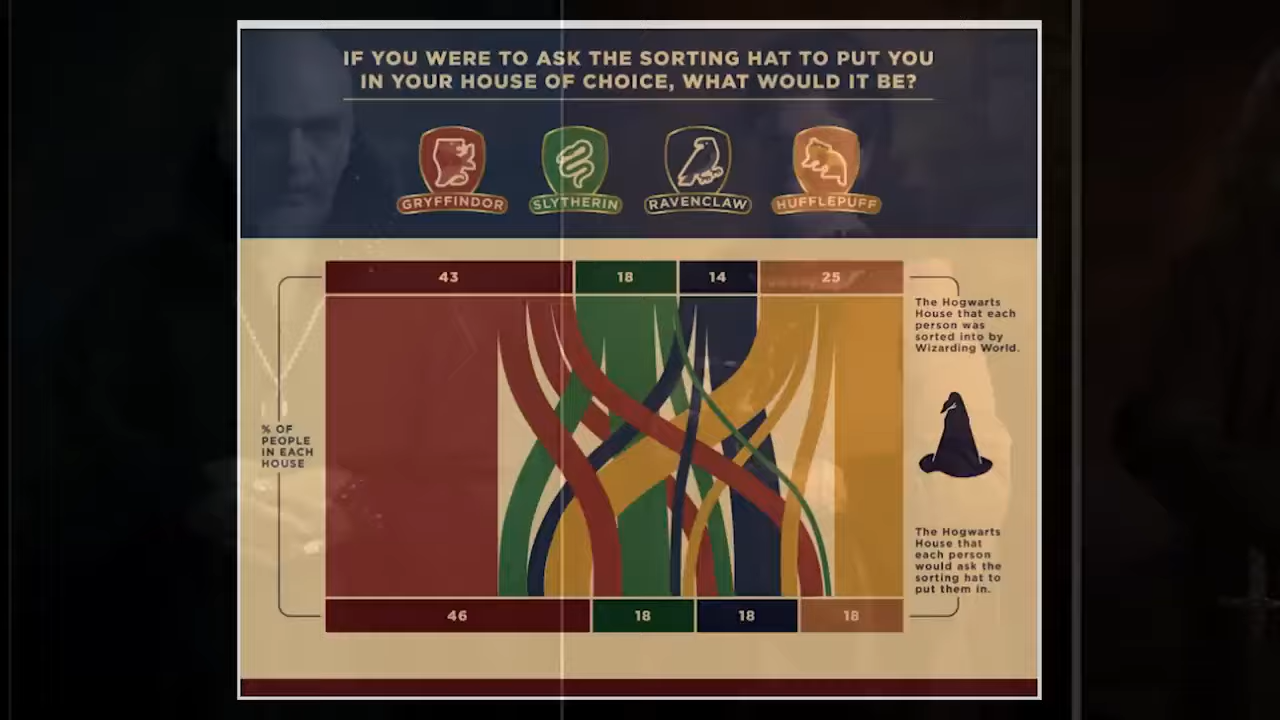 IF YOU WERE TO ASK THE SORTING HAT TO PUT YOU
IN YOUR HOUSE OF CHOICE, WHAT WOULD IT BE?
GRYFFINDOR
SLYTHERIN
RAVENCLAW
HUFFLEPUFF
43
18
14
25
The Hogwarts
House that each
person was
sorted into by
Wizarding World.
% OF
PEOPLE
IN EACH
HOUSE
The Hogwarts
House that
each person
would ask the
sorting hat to
put them in.
46
18
18
18